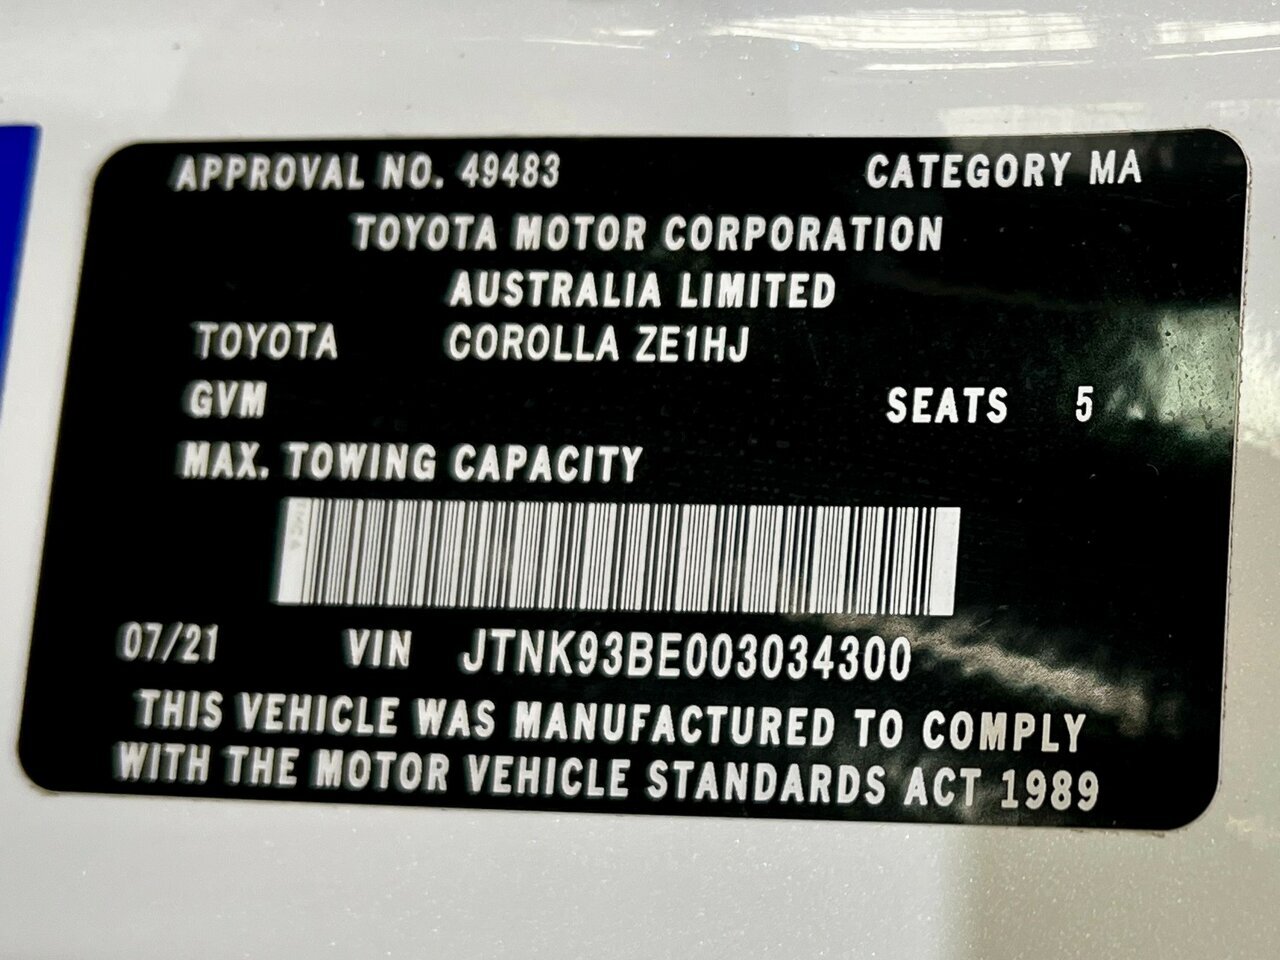 APPROVAL NO. 49483 CATEGORY MA
TOYOTA MOTOR CORPORATION
AUSTRALIA LIMITED
TOYOTA COROLLA ZE1HJ
GVM SEATS 5
MAX. TOWING CAPACITY
07/21 VIN JTNK93BE003034300
THIS VEHICLE WAS MANUFACTURED TO COMPLY
WITH THE MOTOR VEHICLE STANDARDS ACT 1989